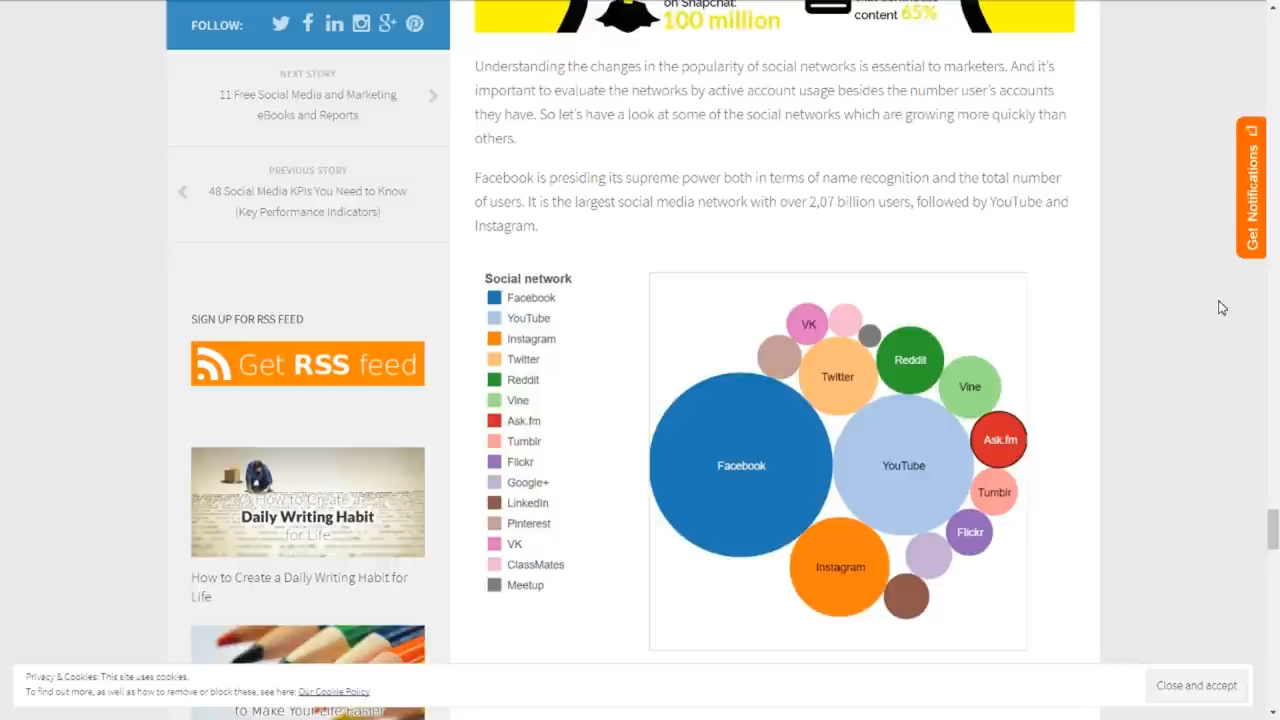 FOLLOW:
NEXT STORY
11 Free Social Media and Marketing
eBooks and Reports
PREVIOUS STORY
48 Social Media KPIs You Need to Know
(Key Performance Indicators)
SIGN UP FOR RSS FEED
Get RSS feed
How to Create a
Daily Writing Habit
for Life
How to Create a Daily Writing Habit for
Life
to Make Your Life Easier
on Snapchat:
100 million
content 65%
Understanding the changes in the popularity of social networks is essential to marketers. And it's
important to evaluate the networks by active account usage besides the number user's accounts
they have. So let's have a look at some of the social networks which are growing more quickly than
others.
Facebook is presiding its supreme power both in terms of name recognition and the total number
of users. It is the largest social media network with over 2,07 billion users, followed by YouTube and
Instagram.
Social network
Facebook
YouTube
Instagram
Twitter
Reddit
Vine
Ask.fm
Tumblr
Flickr
Google+
LinkedIn
Pinterest
VK
ClassMates
Meetup
VK
Twitter
Reddit
Vine
Ask.fm
Facebook
YouTube
Tumblr
Flickr
Instagram
Get Notifications
Privacy & Cookies: This site uses cookies.
To find out more, as well as how to remove or block these, see here: Our Cookie Policy
Close and accept